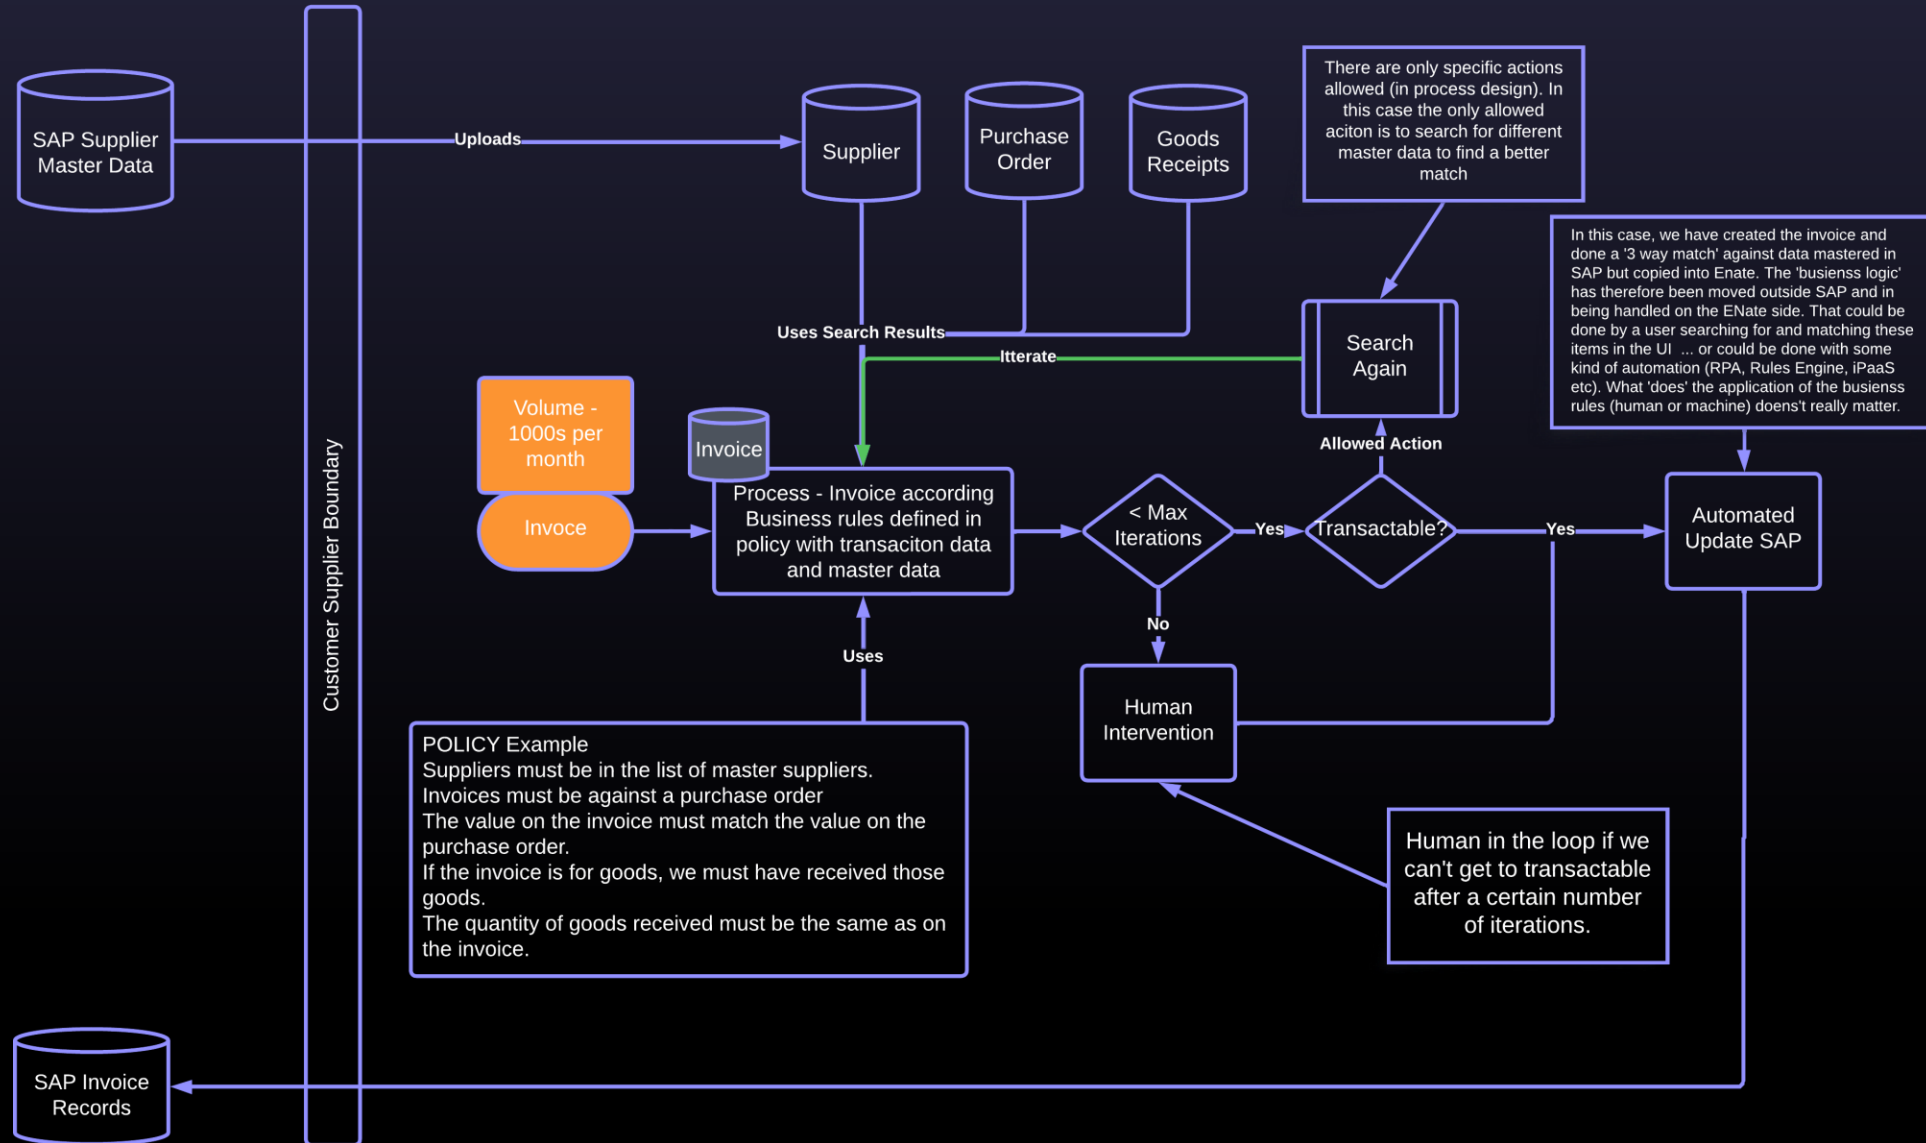 SAP Supplier
Master Data
Customer Supplier Boundary
Uploads
Supplier
Purchase
Order
Goods
Receipts
There are only specific actions
allowed (in process design). In
this case the only allowed
aciton is to search for different
master data to find a better
match
In this case, we have created the invoice and
done a '3 way match' against data mastered in
SAP but copied into Enate. The 'busienss logic'
has therefore been moved outside SAP and in
being handled on the ENate side. That could be
done by a user searching for and matching these
items in the UI ... or could be done with some
kind of automation (RPA, Rules Engine, iPaaS
etc). What 'does' the application of the busienss
rules (human or machine) doens't really matter.
Uses Search Results
Itterate
Search
Again
Allowed Action
Volume -
1000s per
month
Invoce
Invoice
Process - Invoice according
Business rules defined in
policy with transaciton data
and master data
< Max
Iterations
Yes
Transactable?
Yes
Automated
Update SAP
No
Human
Intervention
Uses
POLICY Example
Suppliers must be in the list of master suppliers.
Invoices must be against a purchase order
The value on the invoice must match the value on the
purchase order.
If the invoice is for goods, we must have received those
goods.
The quantity of goods received must be the same as on
the invoice.
Human in the loop if we
can't get to transactable
after a certain number
of iterations.
SAP Invoice
Records